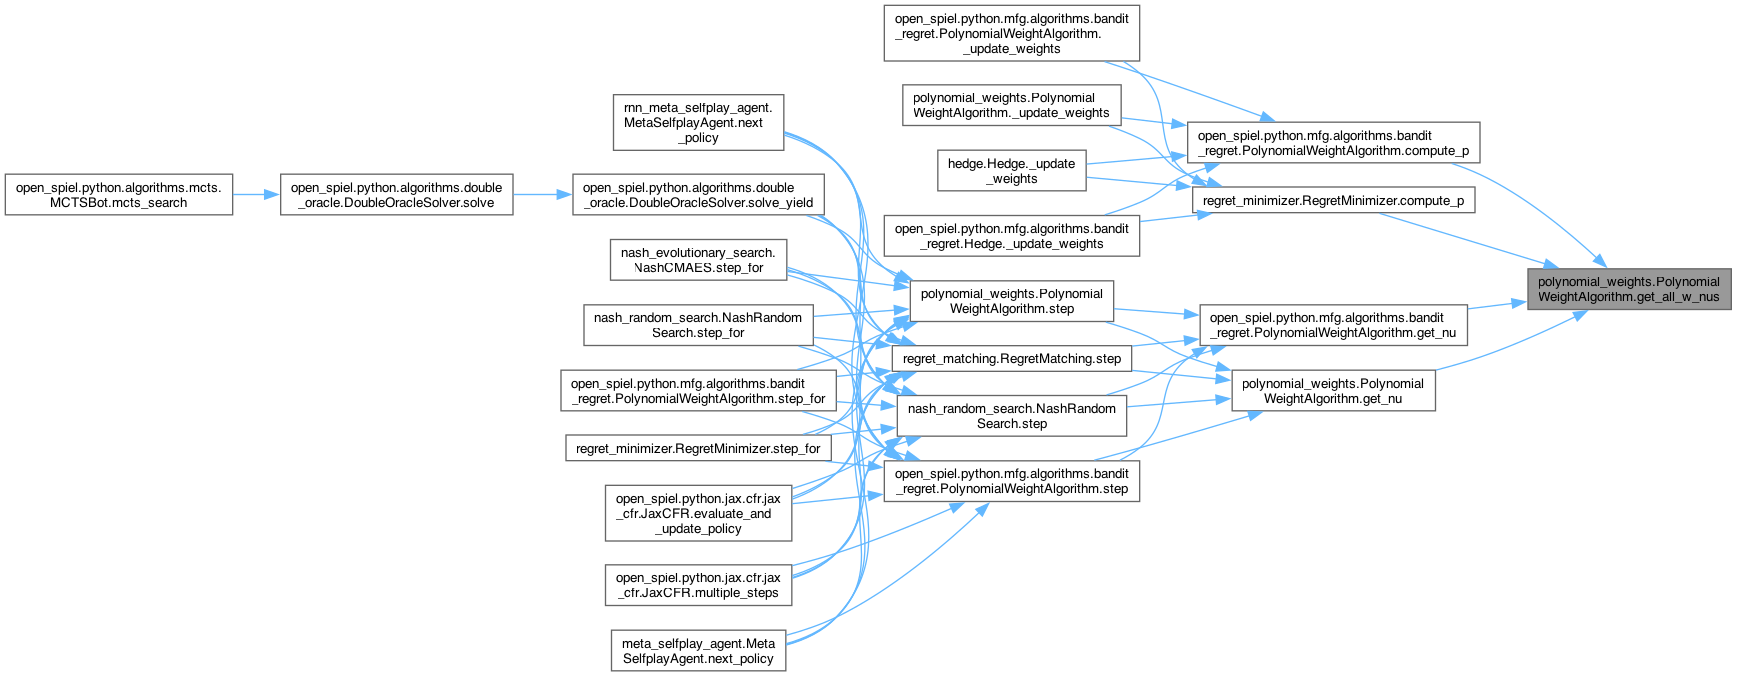 open_spiel.python.mfg.algorithms.bandit
_regret.PolynomialWeightAlgorithm.
_update_weights
polynomial_weights.Polynomial
WeightAlgorithm._update_weights
hedge.Hedge._update
_weights
open_spiel.python.mfg.algorithms.bandit
_regret.Hedge._update_weights
open_spiel.python.mfg.algorithms.bandit
_regret.PolynomialWeightAlgorithm.compute_p
regret_minimizer.RegretMinimizer.compute_p
polynomial_weights.Polynomial
WeightAlgorithm.get_all_w_nus
rnn_meta_selfplay_agent.
MetaSelfplayAgent.next
_policy
open_spiel.python.algorithms.mcts.
MCTSBot.mcts_search
open_spiel.python.algorithms.double
_oracle.DoubleOracleSolver.solve
open_spiel.python.algorithms.double
_oracle.DoubleOracleSolver.solve_yield
nash_evolutionary_search.
NashCMAES.step_for
nash_random_search.NashRandom
Search.step_for
open_spiel.python.mfg.algorithms.bandit
_regret.PolynomialWeightAlgorithm.step_for
regret_minimizer.RegretMinimizer.step_for
open_spiel.python.jax.cfr.jax
_cfr.JaxCFR.evaluate_and
_update_policy
open_spiel.python.jax.cfr.jax
_cfr.JaxCFR.multiple_steps
meta_selfplay_agent.Meta
SelfplayAgent.next_policy
polynomial_weights.Polynomial
WeightAlgorithm.step
regret_matching.RegretMatching.step
nash_random_search.NashRandom
Search.step
open_spiel.python.mfg.algorithms.bandit
_regret.PolynomialWeightAlgorithm.step
open_spiel.python.mfg.algorithms.bandit
_regret.PolynomialWeightAlgorithm.get_nu
polynomial_weights.Polynomial
WeightAlgorithm.get_nu